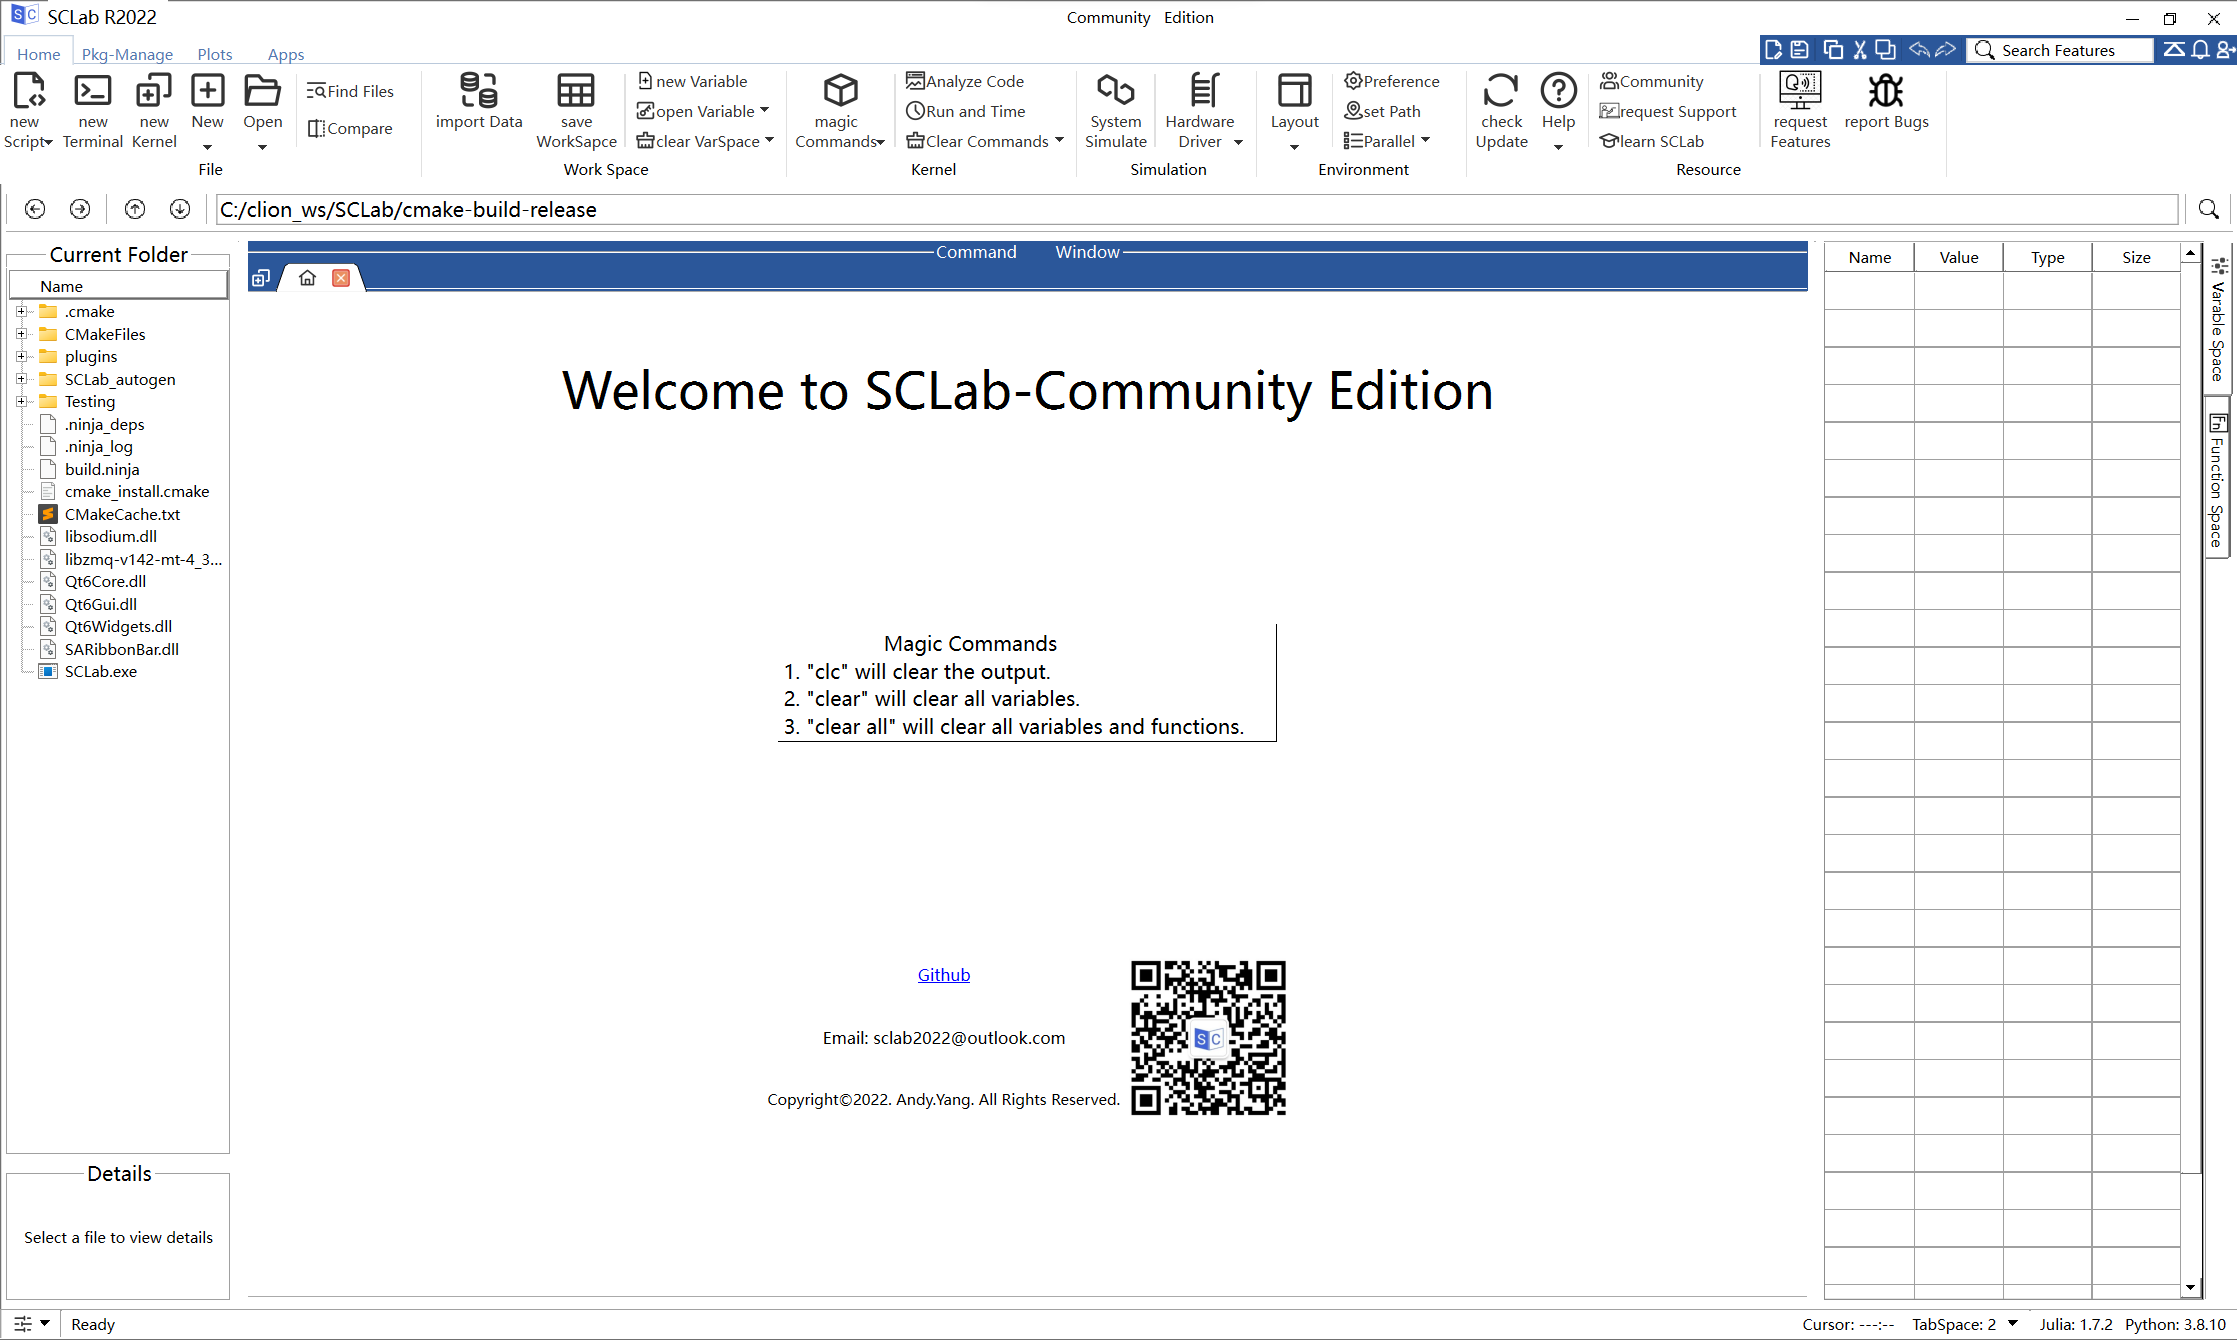 SC SCLab R2022 Community Edition
Home Pkg-Manage Plots Apps Search Features
new Script
new Terminal
new Kernel
New
Open
Find Files
Compare
File
import Data
save WorkSapce
new Variable
open Variable
clear VarSpace
Work Space
magic Commands
Analyze Code
Run and Time
Clear Commands
Kernel
System Simulate
Hardware Driver
Simulation
Layout
Preference
set Path
Parallel
Environment
check Update
Help
Community
request Support
learn SCLab
Resource
request Features
report Bugs
C:/clion_ws/SCLab/cmake-build-release
Current Folder
Name
.cmake
CMakeFiles
plugins
SCLab_autogen
Testing
.ninja_deps
.ninja_log
build.ninja
cmake_install.cmake
CMakeCache.txt
libsodium.dll
libzmq-v142-mt-4_3...
Qt6Core.dll
Qt6Gui.dll
Qt6Widgets.dll
SARibbonBar.dll
SCLab.exe
Details
Select a file to view details
Command Window
Welcome to SCLab-Community Edition
Magic Commands
1. "clc" will clear the output.
2. "clear" will clear all variables.
3. "clear all" will clear all variables and functions.
Github
Email: sclab2022@outlook.com
Copyright©2022. Andy.Yang. All Rights Reserved.
SC
Name Value Type Size
Varable Space
Fn Function Space
Ready
Cursor: ---:-- TabSpace: 2 Julia: 1.7.2 Python: 3.8.10